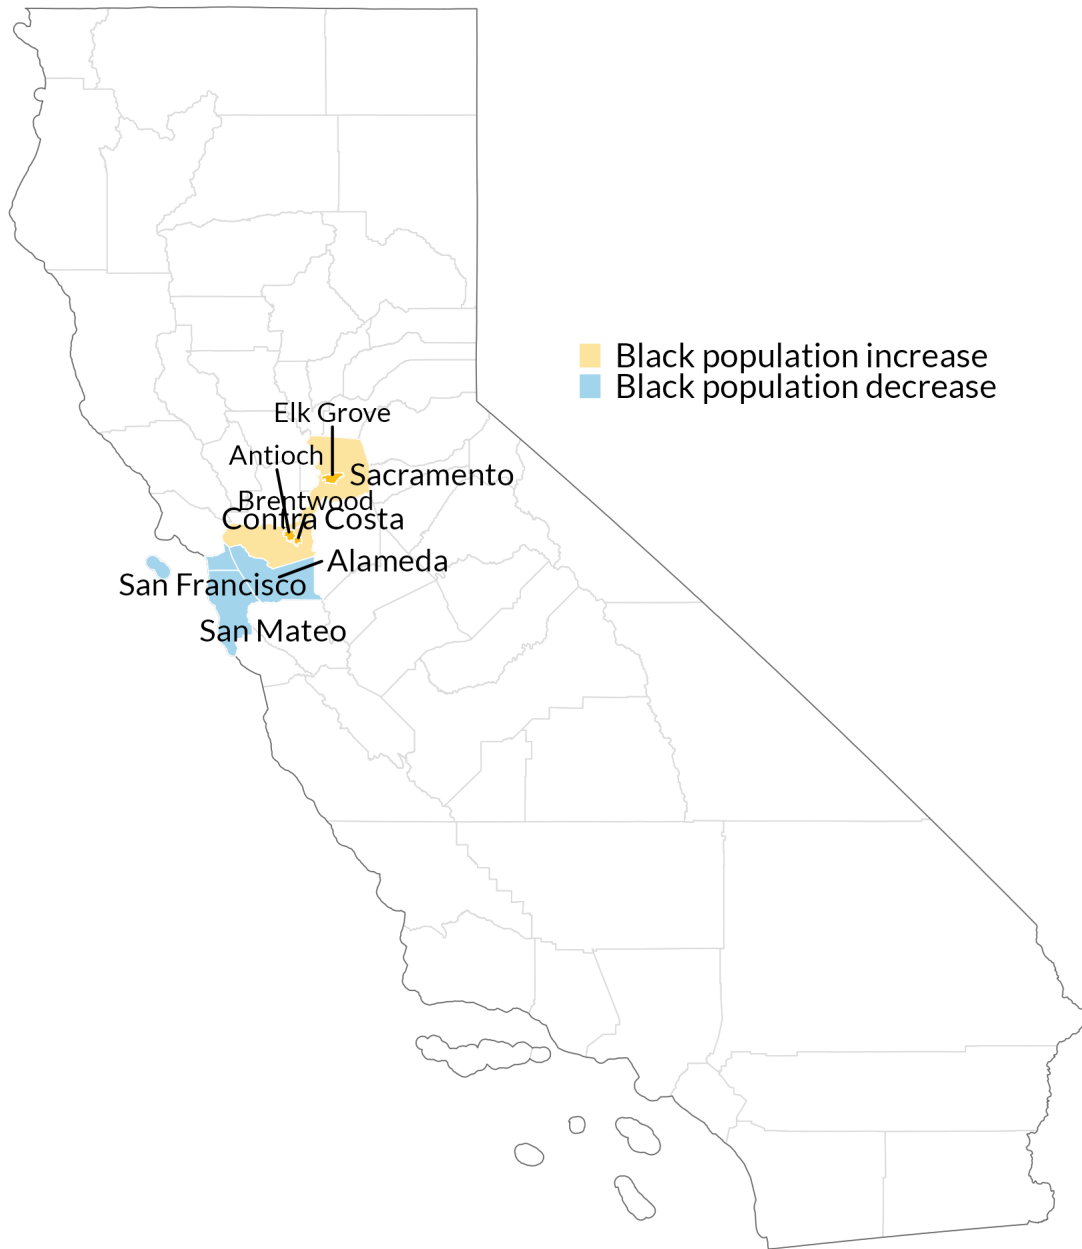 Black population increase
Black population decrease
Elk Grove
Antioch
Sacramento
Brentwood
Contra Costa
Alameda
San Francisco
San Mateo